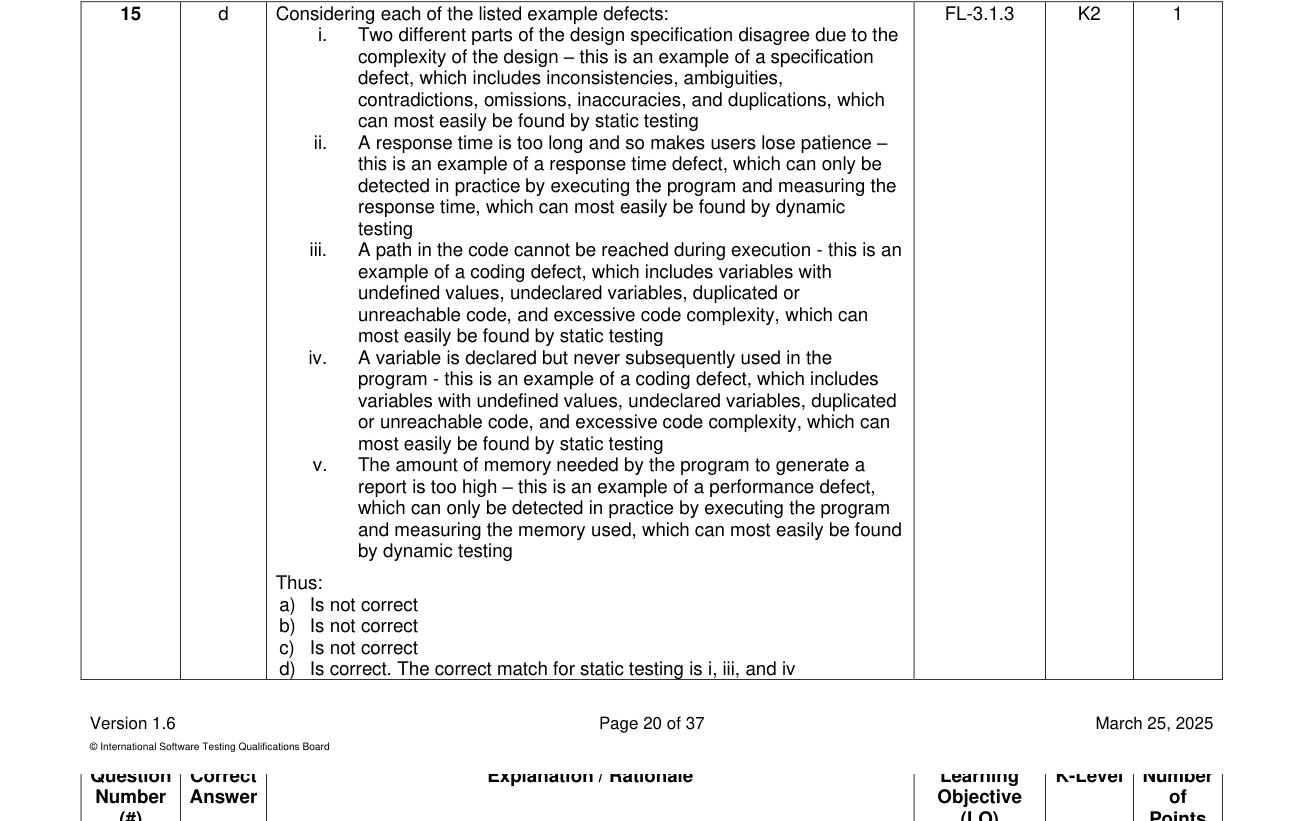 15 d Considering each of the listed example defects: FL-3.1.3 K2 1
i. Two different parts of the design specification disagree due to the
complexity of the design – this is an example of a specification
defect, which includes inconsistencies, ambiguities,
contradictions, omissions, inaccuracies, and duplications, which
can most easily be found by static testing
ii. A response time is too long and so makes users lose patience –
this is an example of a response time defect, which can only be
detected in practice by executing the program and measuring the
response time, which can most easily be found by dynamic
testing
iii. A path in the code cannot be reached during execution - this is an
example of a coding defect, which includes variables with
undefined values, undeclared variables, duplicated or
unreachable code, and excessive code complexity, which can
most easily be found by static testing
iv. A variable is declared but never subsequently used in the
program - this is an example of a coding defect, which includes
variables with undefined values, undeclared variables, duplicated
or unreachable code, and excessive code complexity, which can
most easily be found by static testing
v. The amount of memory needed by the program to generate a
report is too high – this is an example of a performance defect,
which can only be detected in practice by executing the program
and measuring the memory used, which can most easily be found
by dynamic testing
Thus:
a) Is not correct
b) Is not correct
c) Is not correct
d) Is correct. The correct match for static testing is i, iii, and iv
Version 1.6 Page 20 of 37 March 25, 2025
© International Software Testing Qualifications Board
Question Correct Explanation / Rationale Learning K-Level Number
Number Answer Objective of
(#) (LO) Points